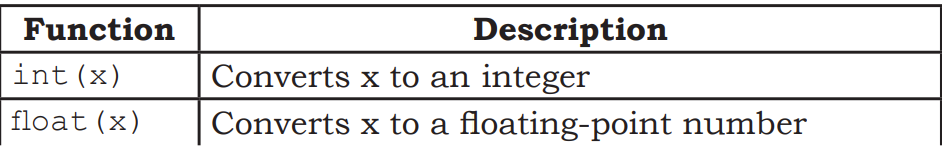 Function Description
int(x) Converts x to an integer
float(x) Converts x to a floating-point number